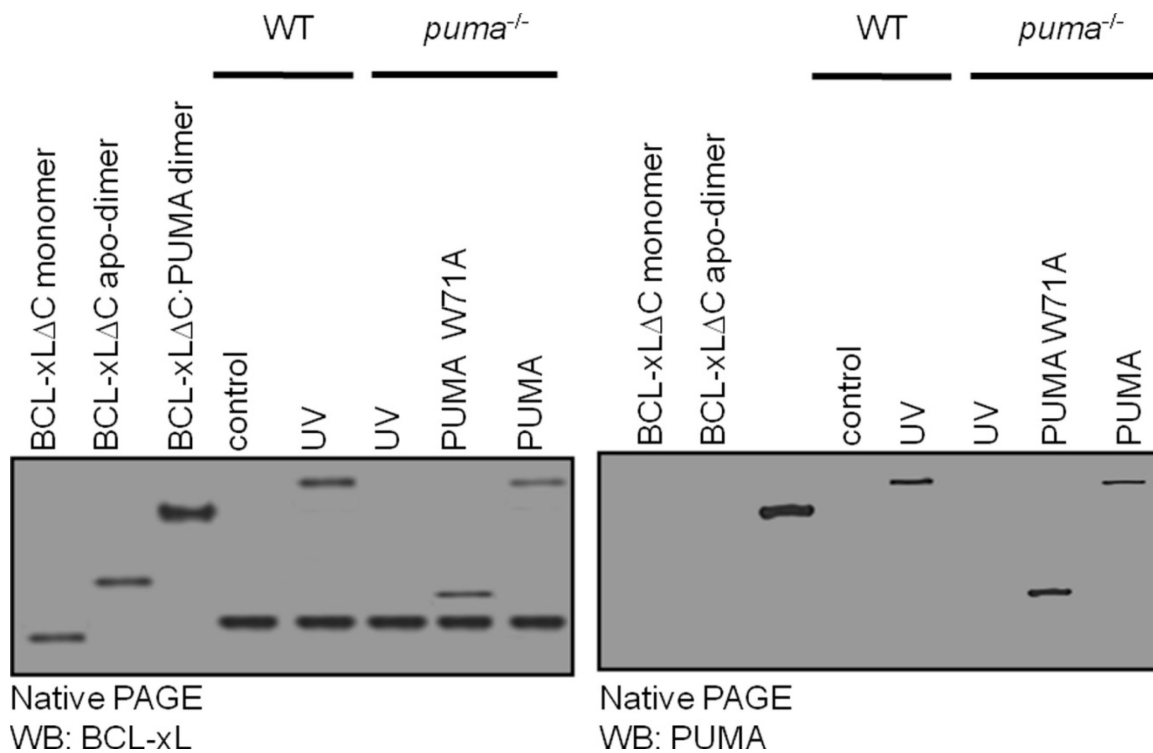 WT
puma-/-
BCL-xLΔC monomer
BCL-xLΔC apo-dimer
BCL-xLΔC·PUMA dimer
control
UV
UV
PUMA W71A
PUMA
Native PAGE
WB: BCL-xL
WT
puma-/-
BCL-xLΔC monomer
BCL-xLΔC apo-dimer
control
UV
UV
PUMA W71A
PUMA
Native PAGE
WB: PUMA